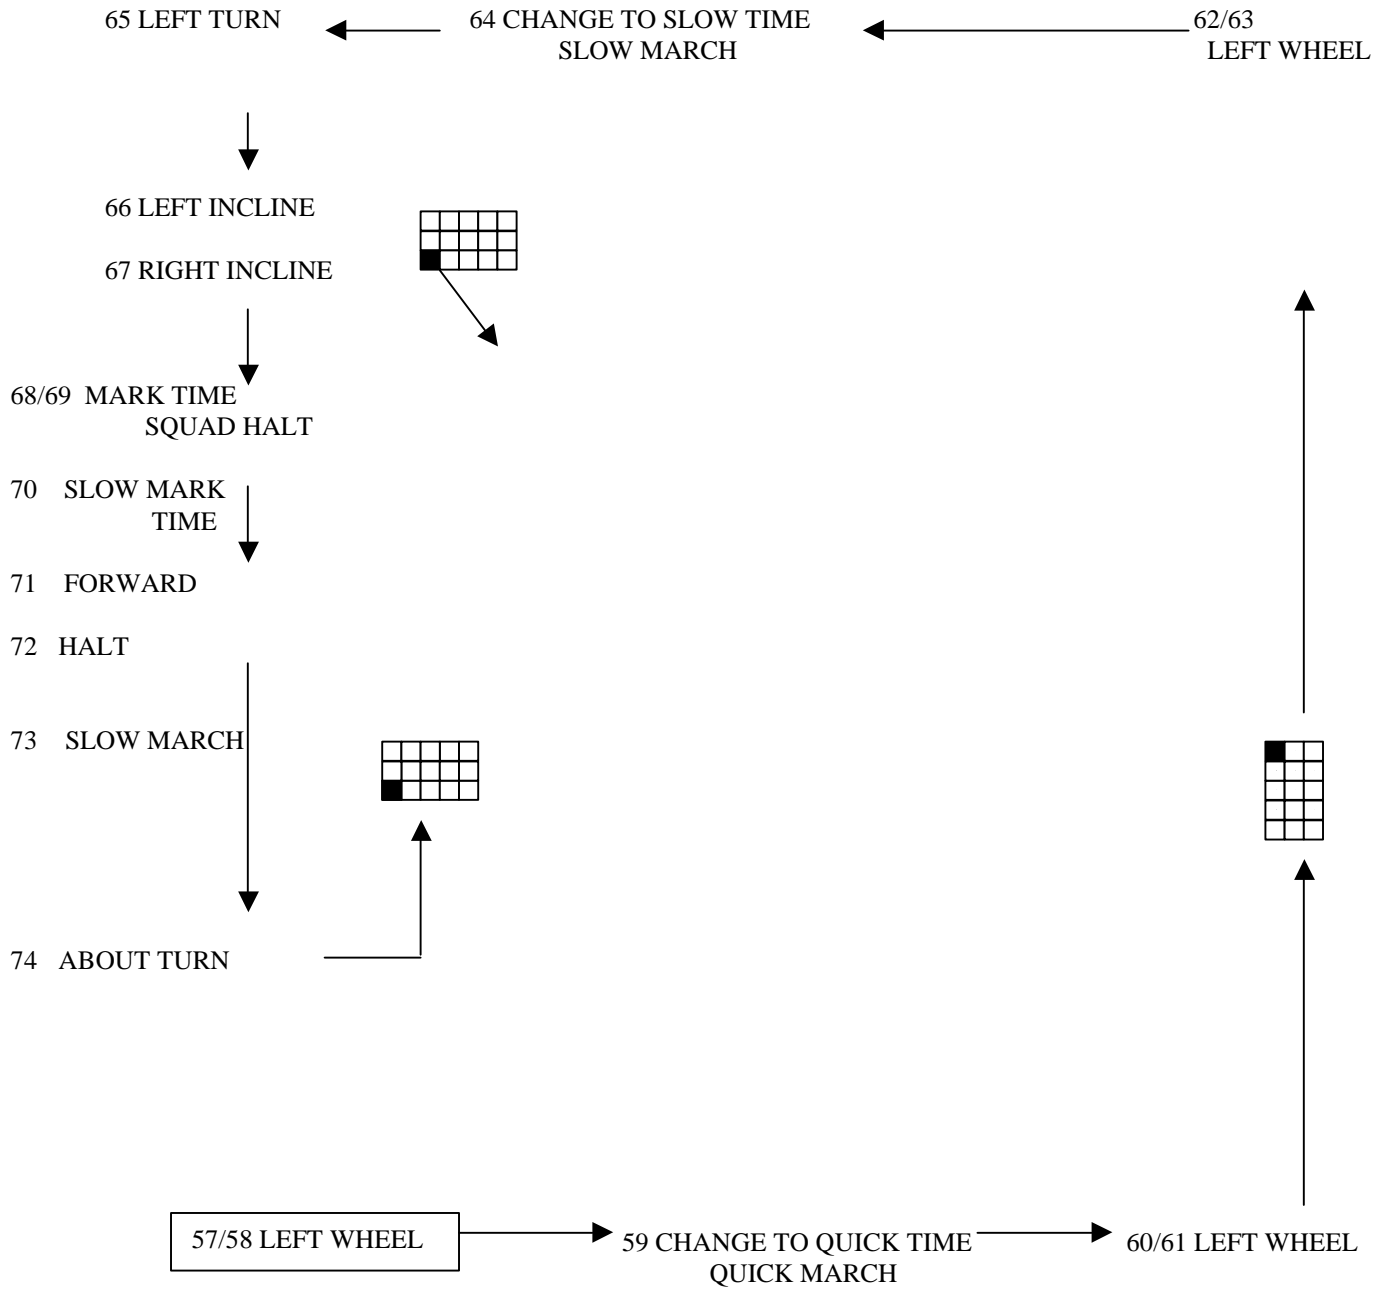 65 LEFT TURN
64 CHANGE TO SLOW TIME
SLOW MARCH
62/63
LEFT WHEEL
66 LEFT INCLINE
67 RIGHT INCLINE
68/69 MARK TIME
SQUAD HALT
70 SLOW MARK
TIME
71 FORWARD
72 HALT
73 SLOW MARCH
74 ABOUT TURN
57/58 LEFT WHEEL
59 CHANGE TO QUICK TIME
QUICK MARCH
60/61 LEFT WHEEL